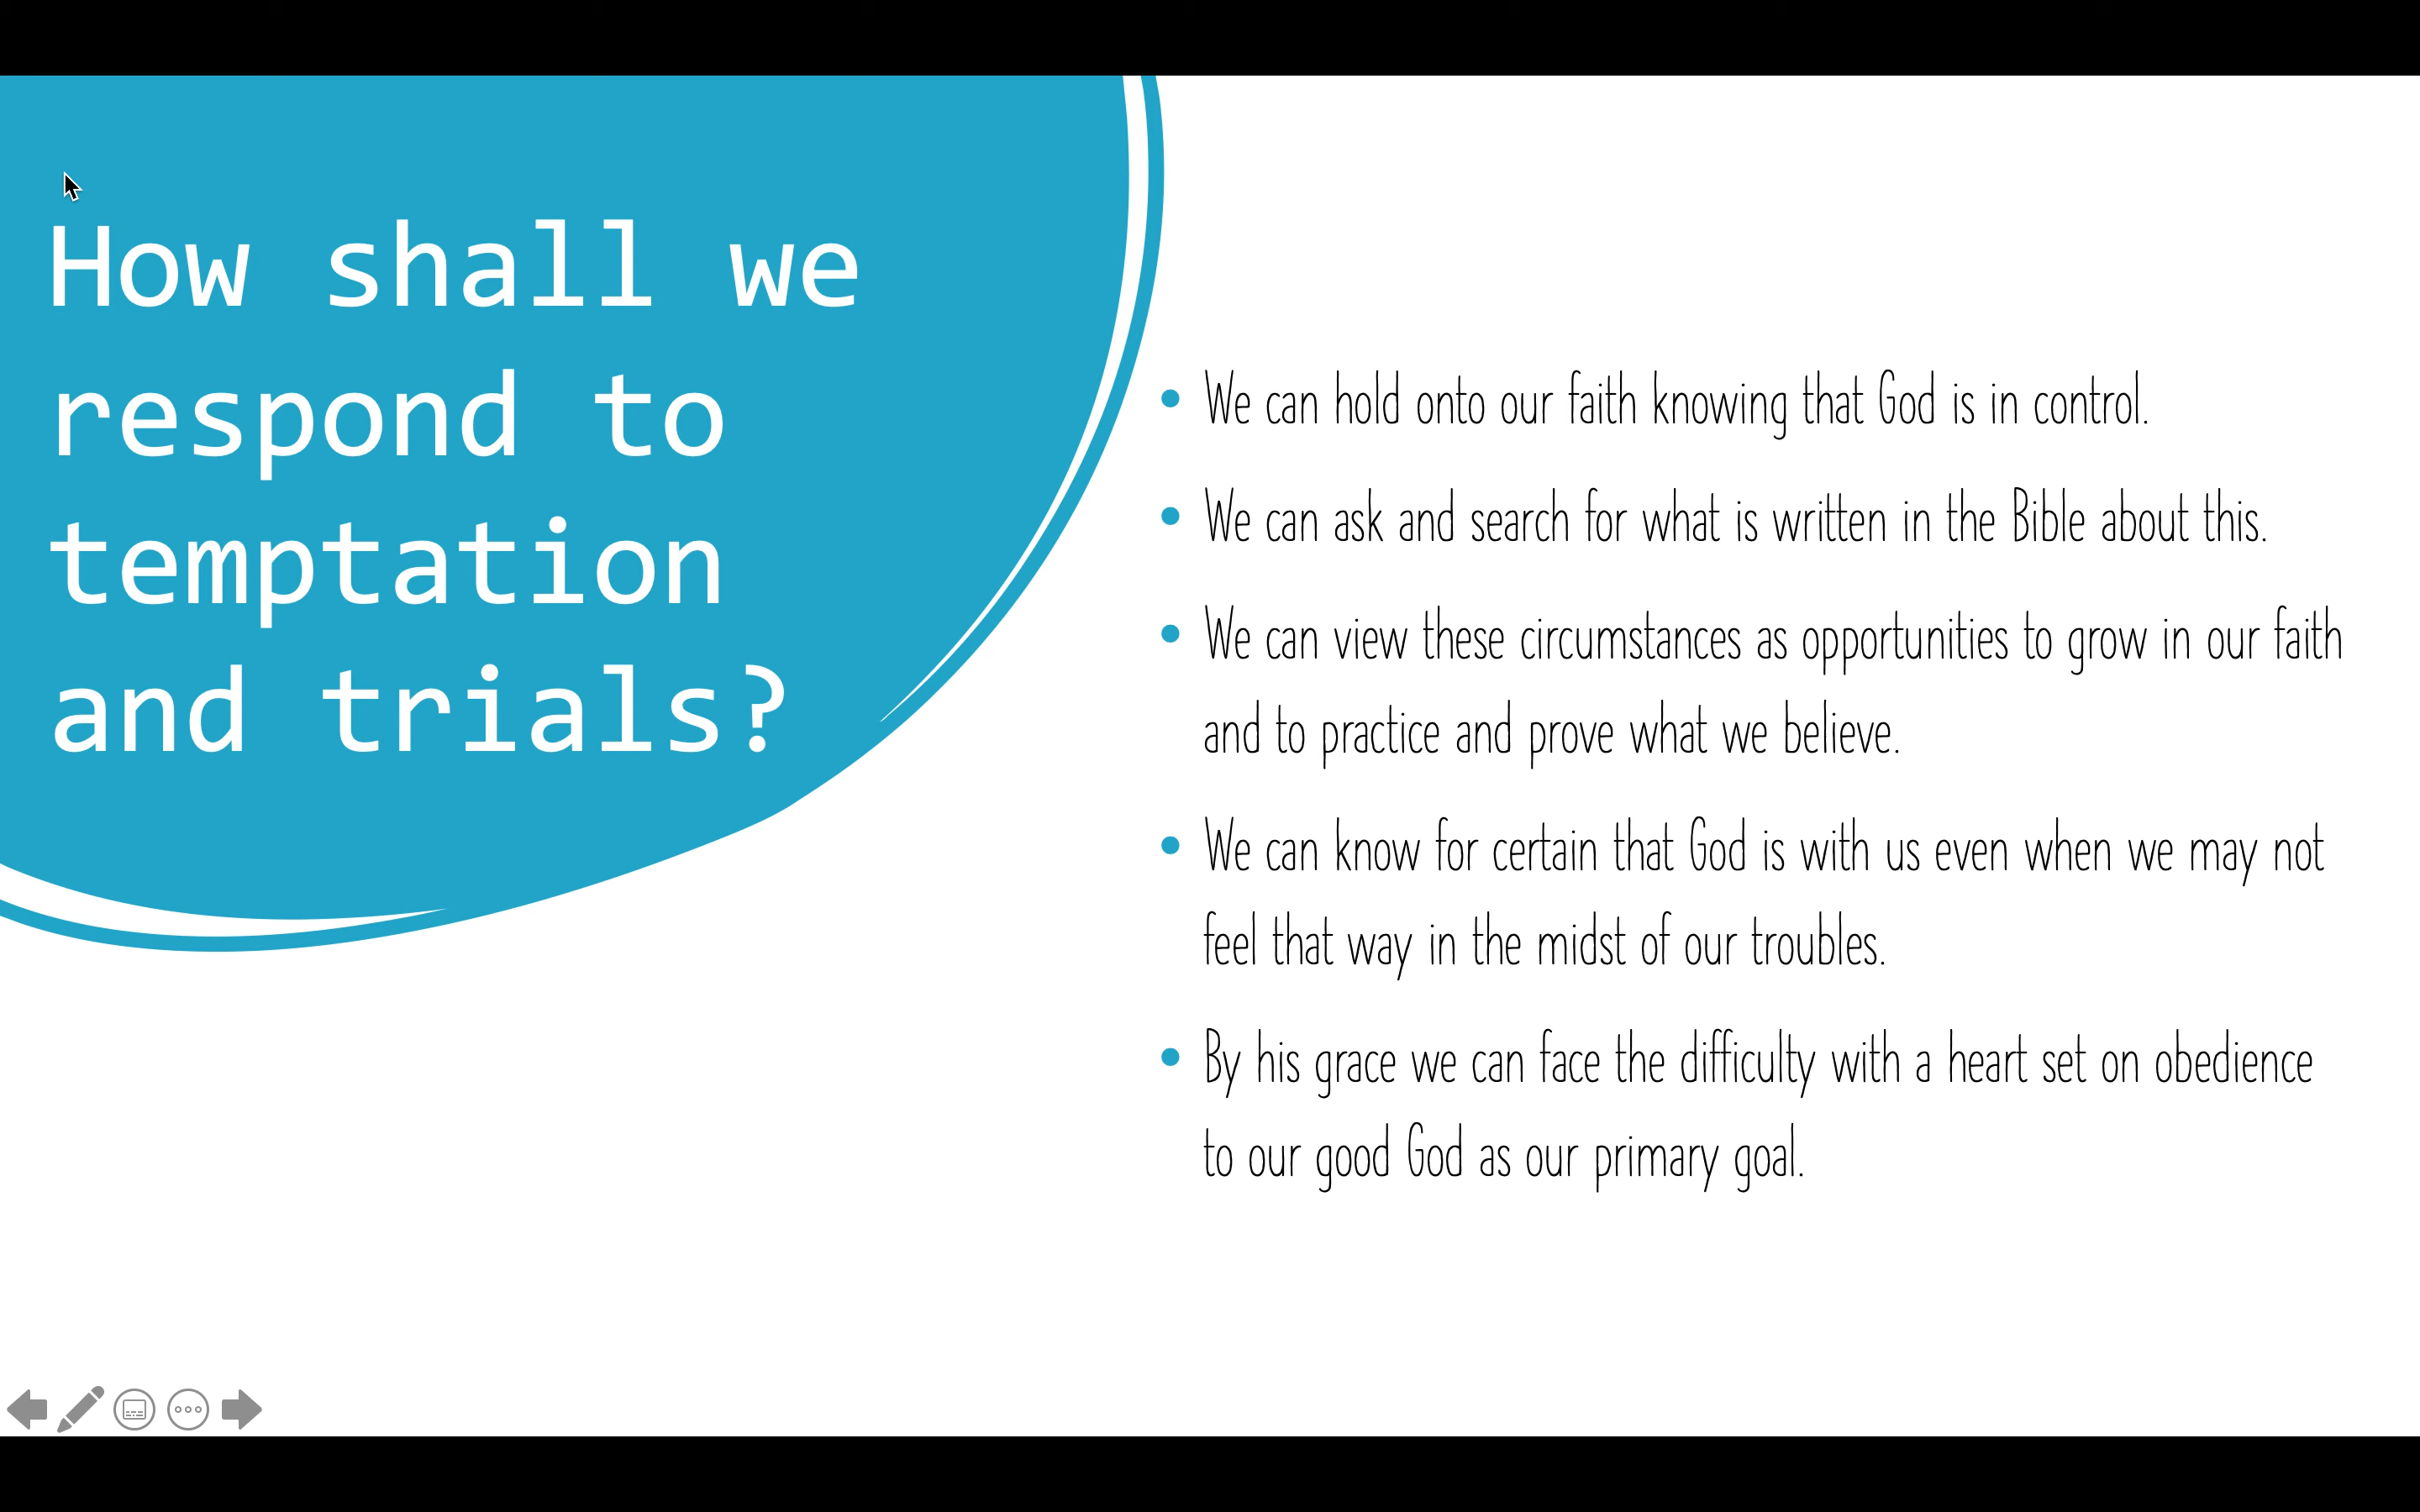 How shall we
respond to
temptation
and trials?
We can hold onto our faith knowing that God is in control.
We can ask and search for what is written in the Bible about this.
We can view these circumstances as opportunities to grow in our faith
and to practice and prove what we believe.
We can know for certain that God is with us even when we may not
feel that way in the midst of our troubles.
By his grace we can face the difficulty with a heart set on obedience
to our good God as our primary goal.